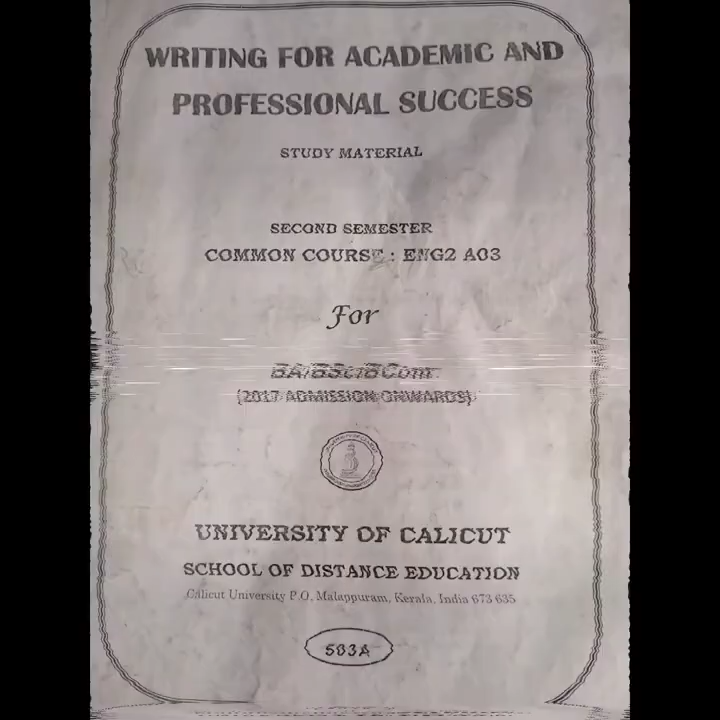 WRITING FOR ACADEMIC AND
PROFESSIONAL SUCCESS
STUDY MATERIAL
SECOND SEMESTER
COMMON COURSE : ENG2 A03
For
BA/BSc/BCom
(2017 ADMISSION ONWARDS)
UNIVERSITY OF CALICUT
SCHOOL OF DISTANCE EDUCATION
Calicut University P.O, Malappuram, Kerala, India 673 635
583A